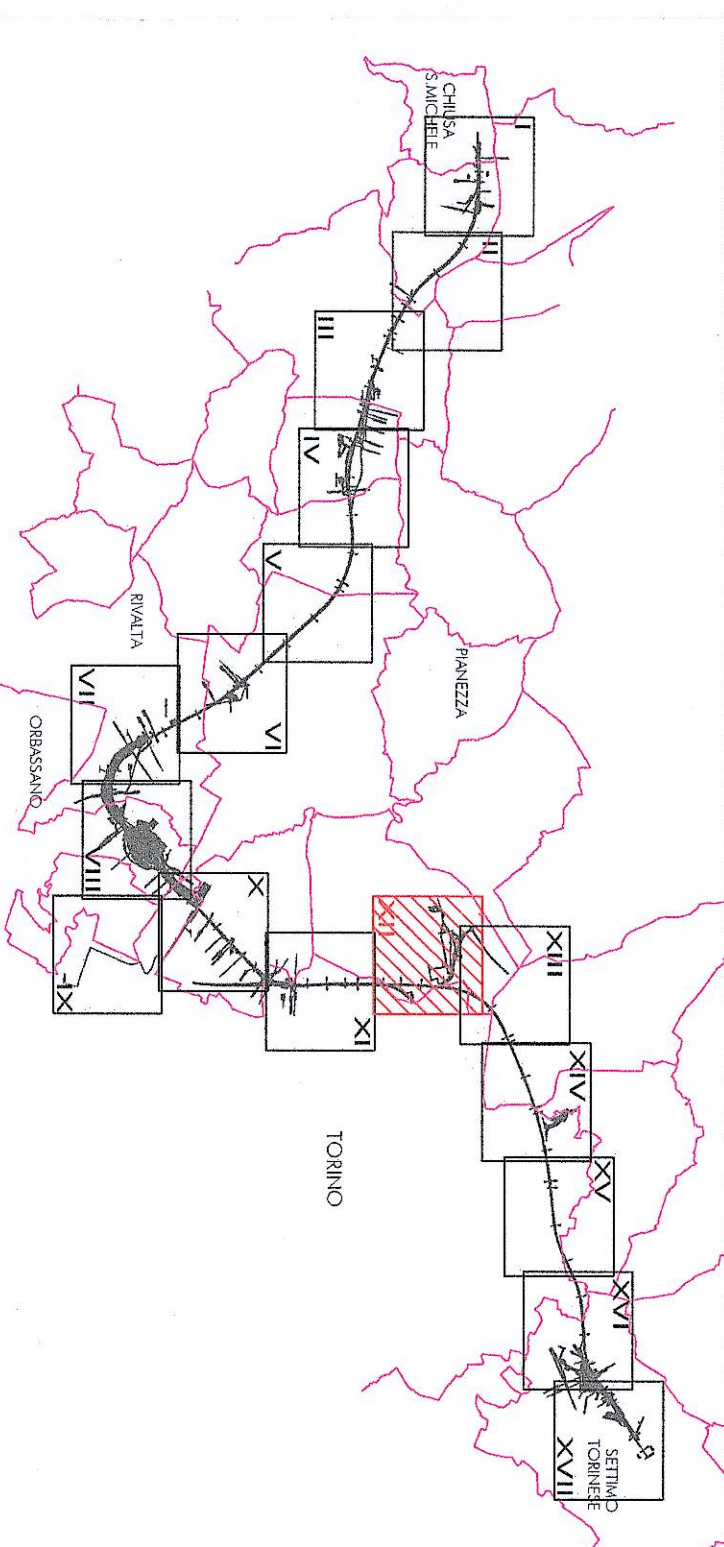 CHIUSA
S.MICHELE
I
II
III
IV
V
VI
VII
VIII
IX
X
XI
XII
XIII
XIV
XV
XVI
XVII
RIVALTA
ORBASSANO
PIANEZZA
TORINO
SETTIMO
TORINESE